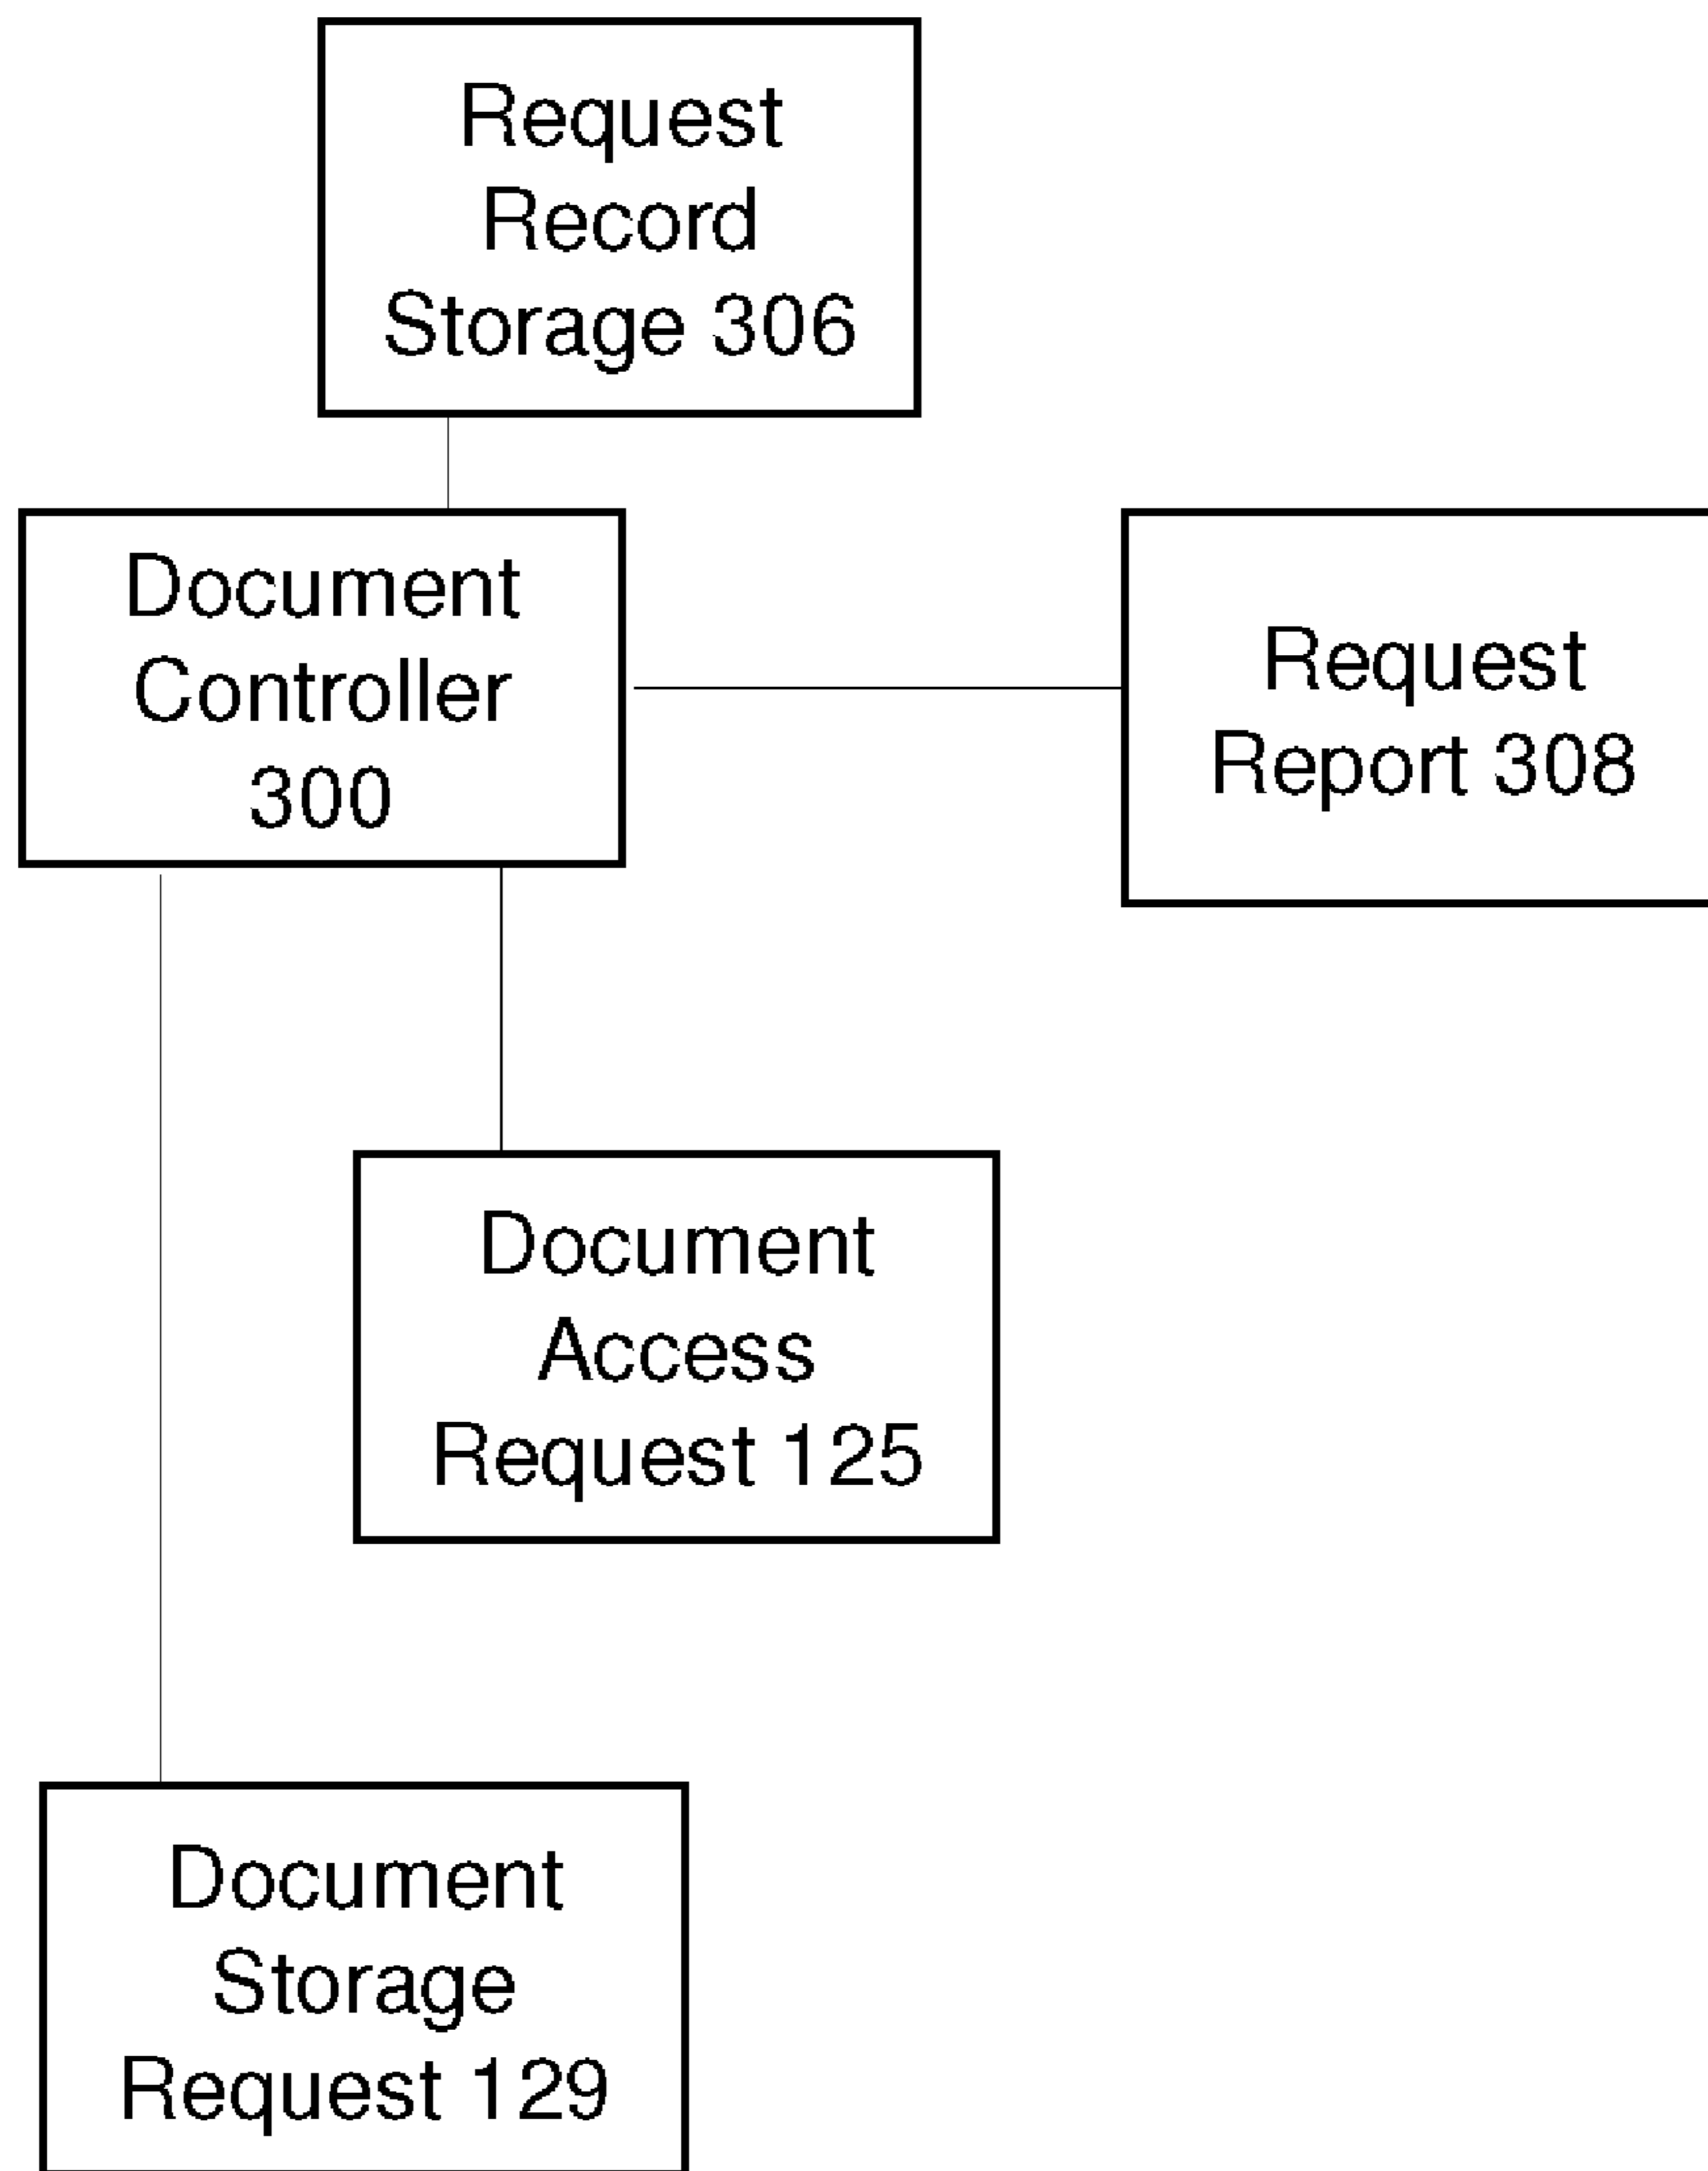 Request
Record
Storage 306
Document
Controller
300
Request
Report 308
Document
Access
Request 125
Document
Storage
Request 129